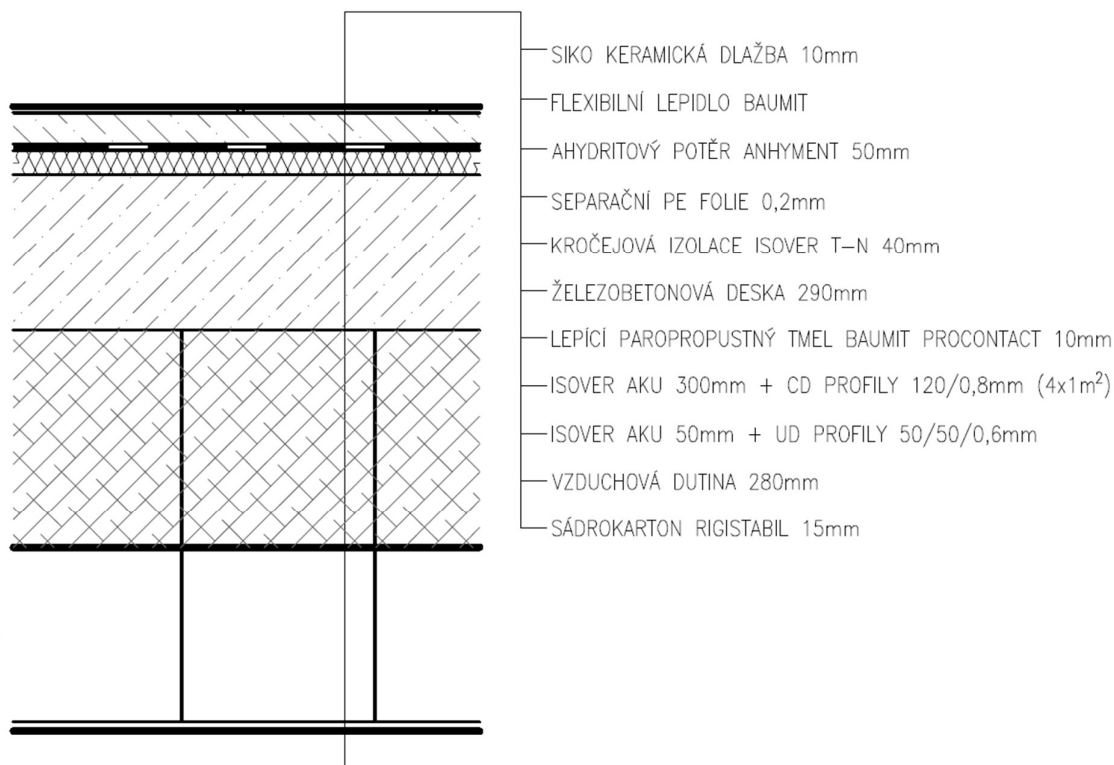 SIKO KERAMICKÁ DLAŽBA 10mm
FLEXIBILNÍ LEPIDLO BAUMIT
AHYDRITOVÝ POTĚR ANHYMENT 50mm
SEPARAČNÍ PE FOLIE 0,2mm
KROČEJOVÁ IZOLACE ISOVER T-N 40mm
ŽELEZOBETONOVÁ DESKA 290mm
LEPÍCÍ PAROPROPUSTNÝ TMEL BAUMIT PROCONTACT 10mm
ISOVER AKU 300mm + CD PROFILY 120/0,8mm (4x1m²)
ISOVER AKU 50mm + UD PROFILY 50/50/0,6mm
VZDUCHOVÁ DUTINA 280mm
SÁDROKARTON RIGISTABIL 15mm